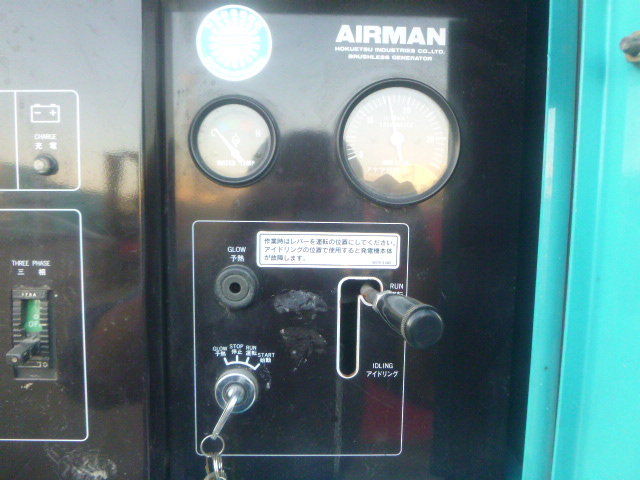 AIRMAN
HOKUETSU INDUSTRIES CO.,LTD.
BRUSHLESS GENERATOR
CHARGE
充電
WATER TEMP
THREE PHASE
三相
GLOW
予熱
作業時はレバーを運転の位置にしてください。
アイドリングの位置で使用すると発電機本体
が故障します。
RUN
GLOW STOP RUN START
予熱 停止 運転 始動
IDLING
アイドリング